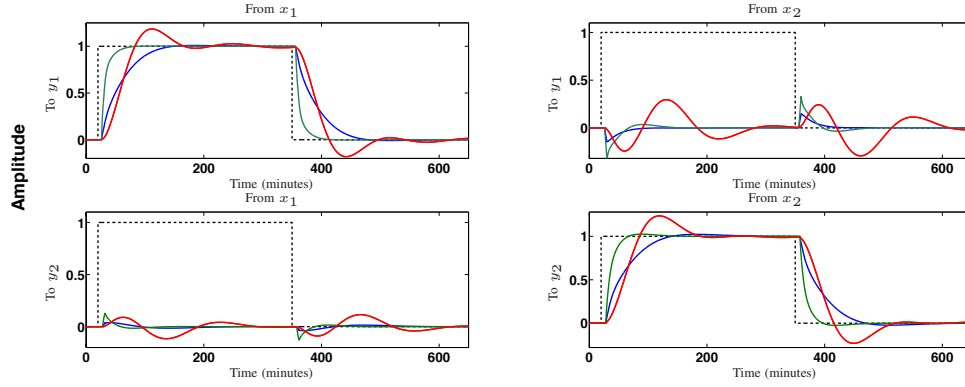 Amplitude
From x₁
To y₁
1
0.5
0
0 200 400 600
Time (minutes)
From x₂
To y₁
1
0.5
0
0 200 400 600
Time (minutes)
From x₁
To y₂
1
0.5
0
0 200 400 600
Time (minutes)
From x₂
To y₂
1
0.5
0
0 200 400 600
Time (minutes)